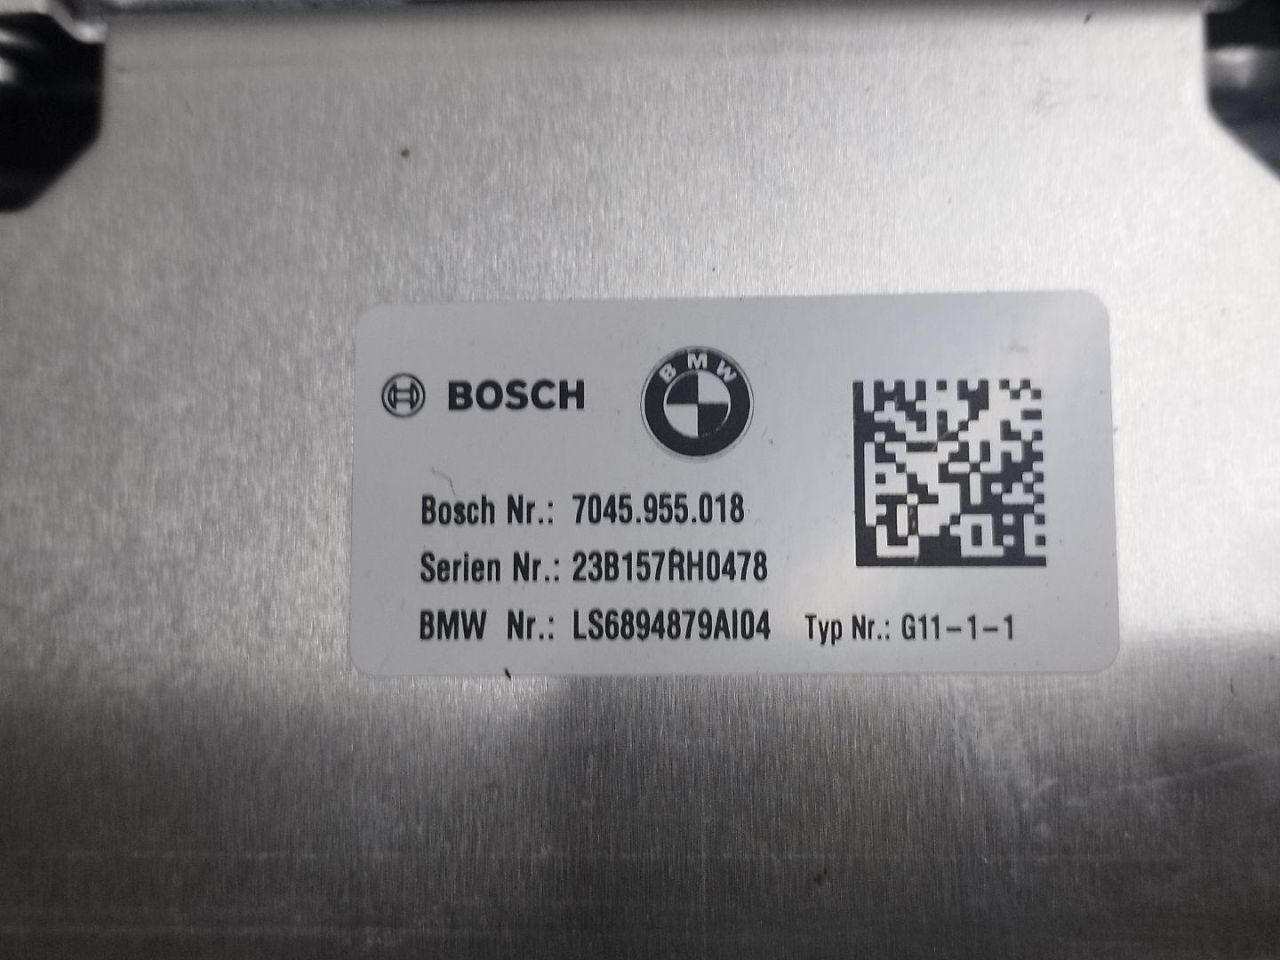 BOSCH
BMW
Bosch Nr.: 7045.955.018
Serien Nr.: 23B157RH0478
BMW Nr.: LS6894879AI04 Typ Nr.: G11-1-1